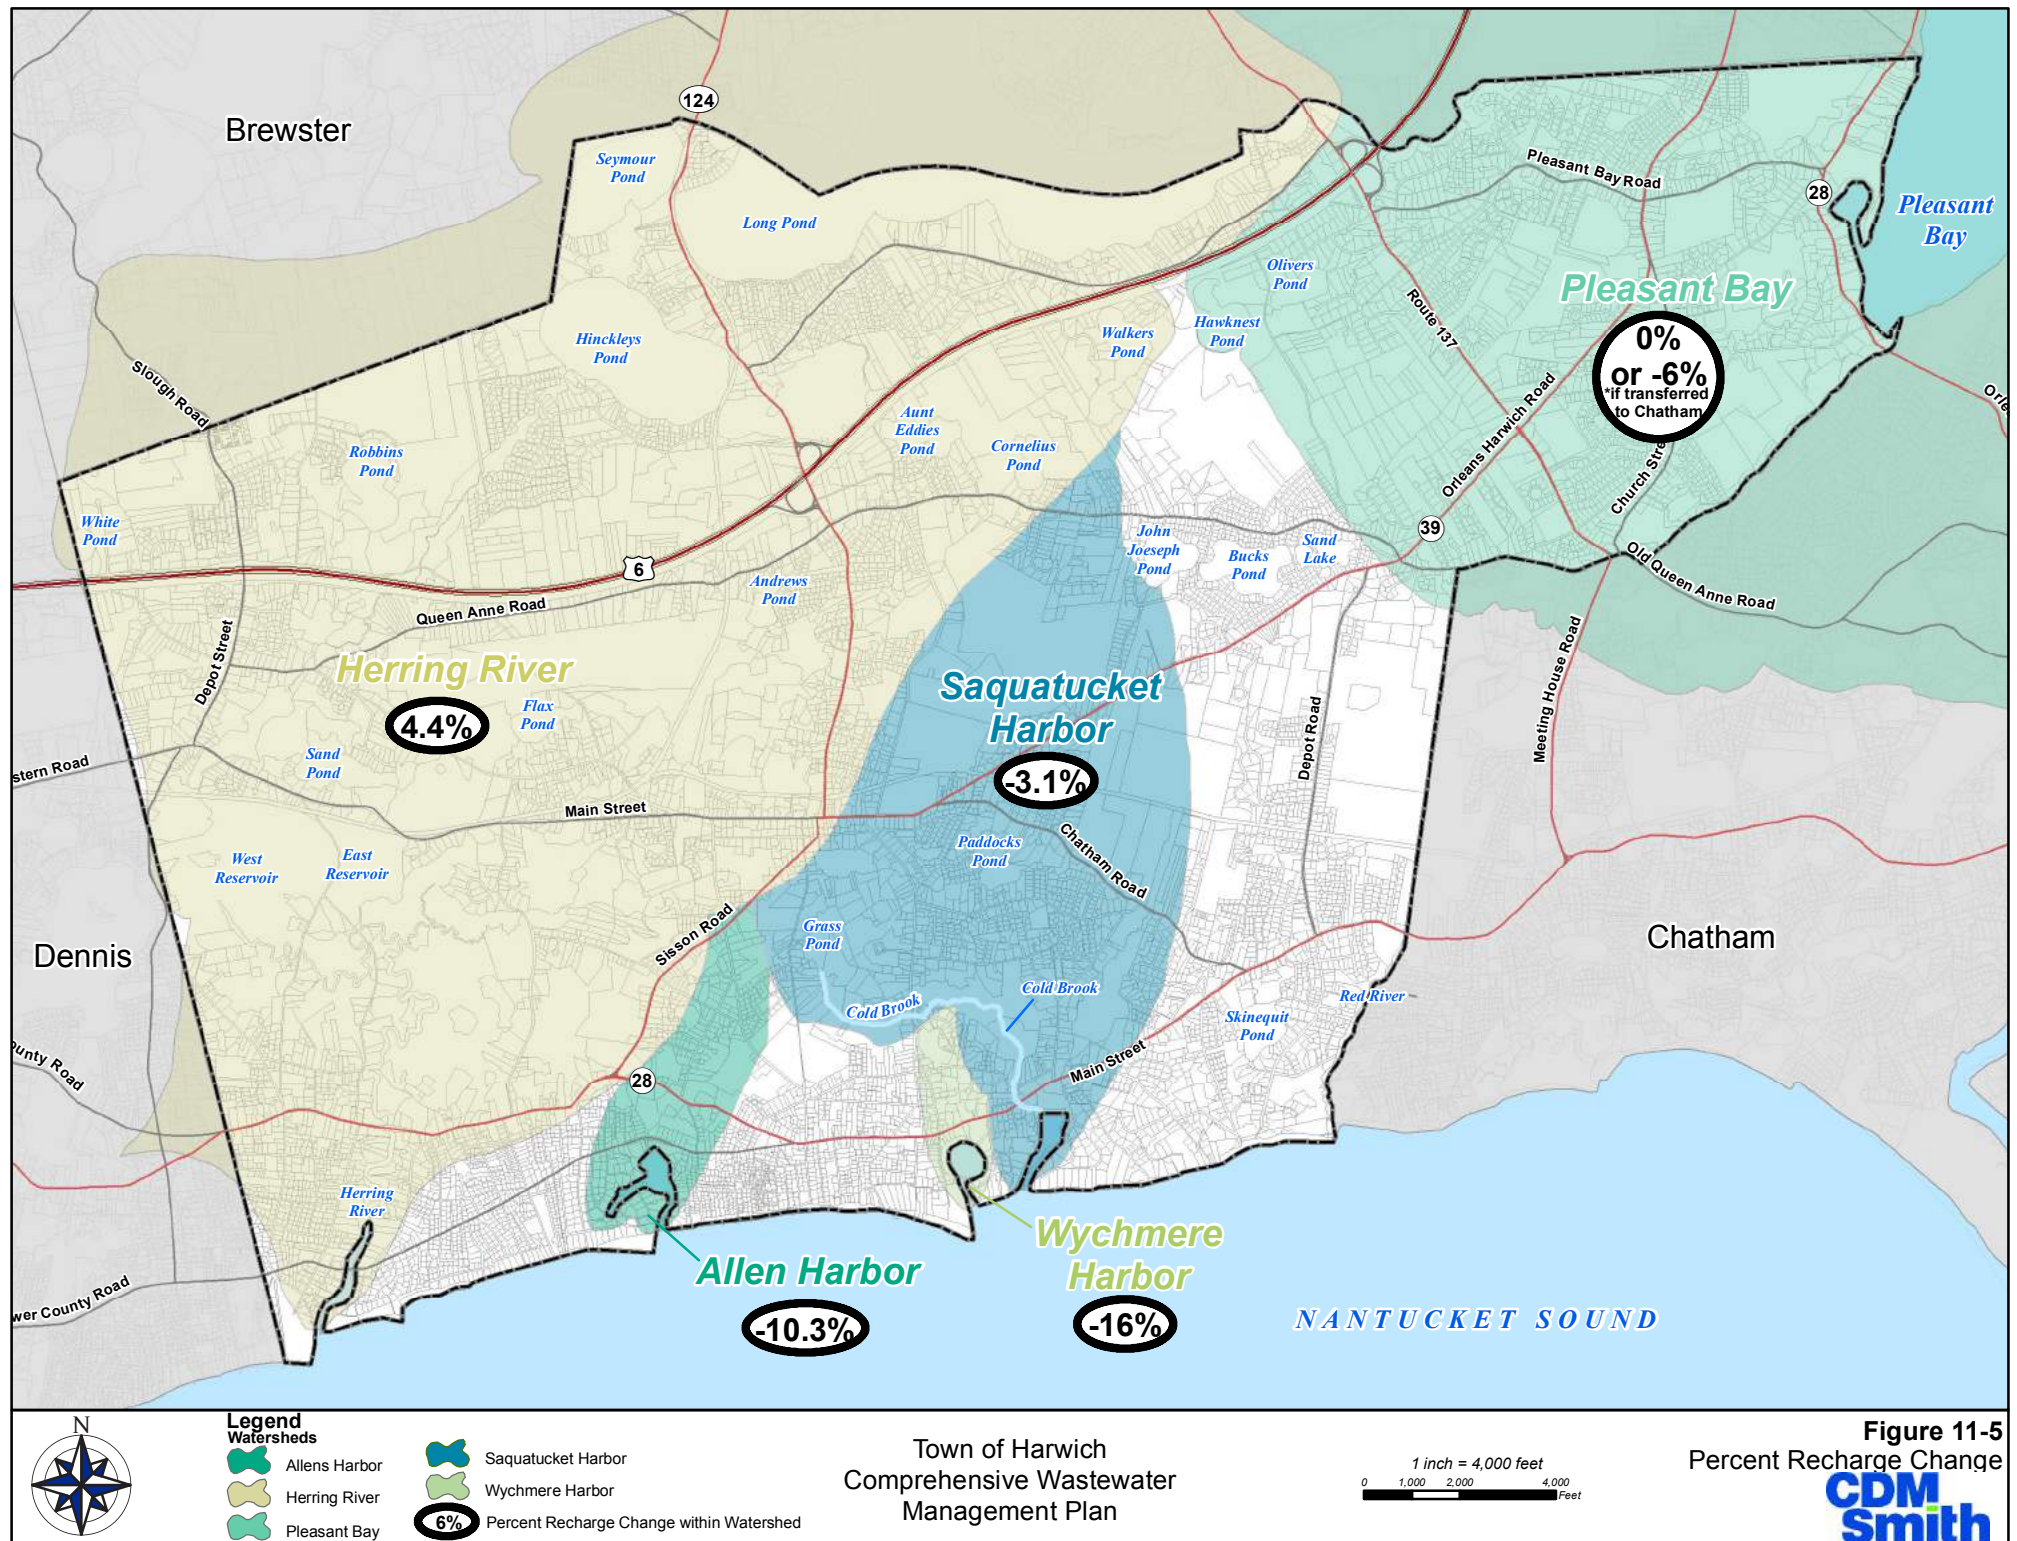 Brewster
124
Seymour
Pond
Long Pond
Pleasant Bay Road
28
Pleasant
Bay
Olivers
Pond
Pleasant Bay
Route 137
Hawknest
Pond
Walkers
Pond
0%
or -6%
*if transferred
to Chatham
Hinckleys
Pond
Slough Road
Aunt
Eddies
Pond
Cornelius
Pond
Robbins
Pond
Orleans Harwich Road
White
Pond
39
John
Joeseph
Pond
Bucks
Pond
Sand
Lake
6
Andrews
Pond
Queen Anne Road
Old Queen Anne Road
Depot Street
Herring River
4.4%
Flax
Pond
Sand
Pond
Saquatucket
Harbor
-3.1%
Depot Road
Meeting House Road
stern Road
Main Street
Paddocks
Pond
Chatham Road
West
Reservoir
East
Reservoir
Grass
Pond
Sisson Road
Dennis
Chatham
Cold Brook
Cold Brook
Red River
Skinequit
Pond
Main Street
28
ounty Road
Herring
River
wer County Road
Allen Harbor
-10.3%
Wychmere
Harbor
-16%
NANTUCKET SOUND
Church Stre
Orle
N
Legend
Watersheds
Allens Harbor
Herring River
Pleasant Bay
Saquatucket Harbor
Wychmere Harbor
6%
Percent Recharge Change within Watershed
Town of Harwich
Comprehensive Wastewater
Management Plan
1 inch = 4,000 feet
0 1,000 2,000 4,000
Feet
Figure 11-5
Percent Recharge Change
CDM
Smith